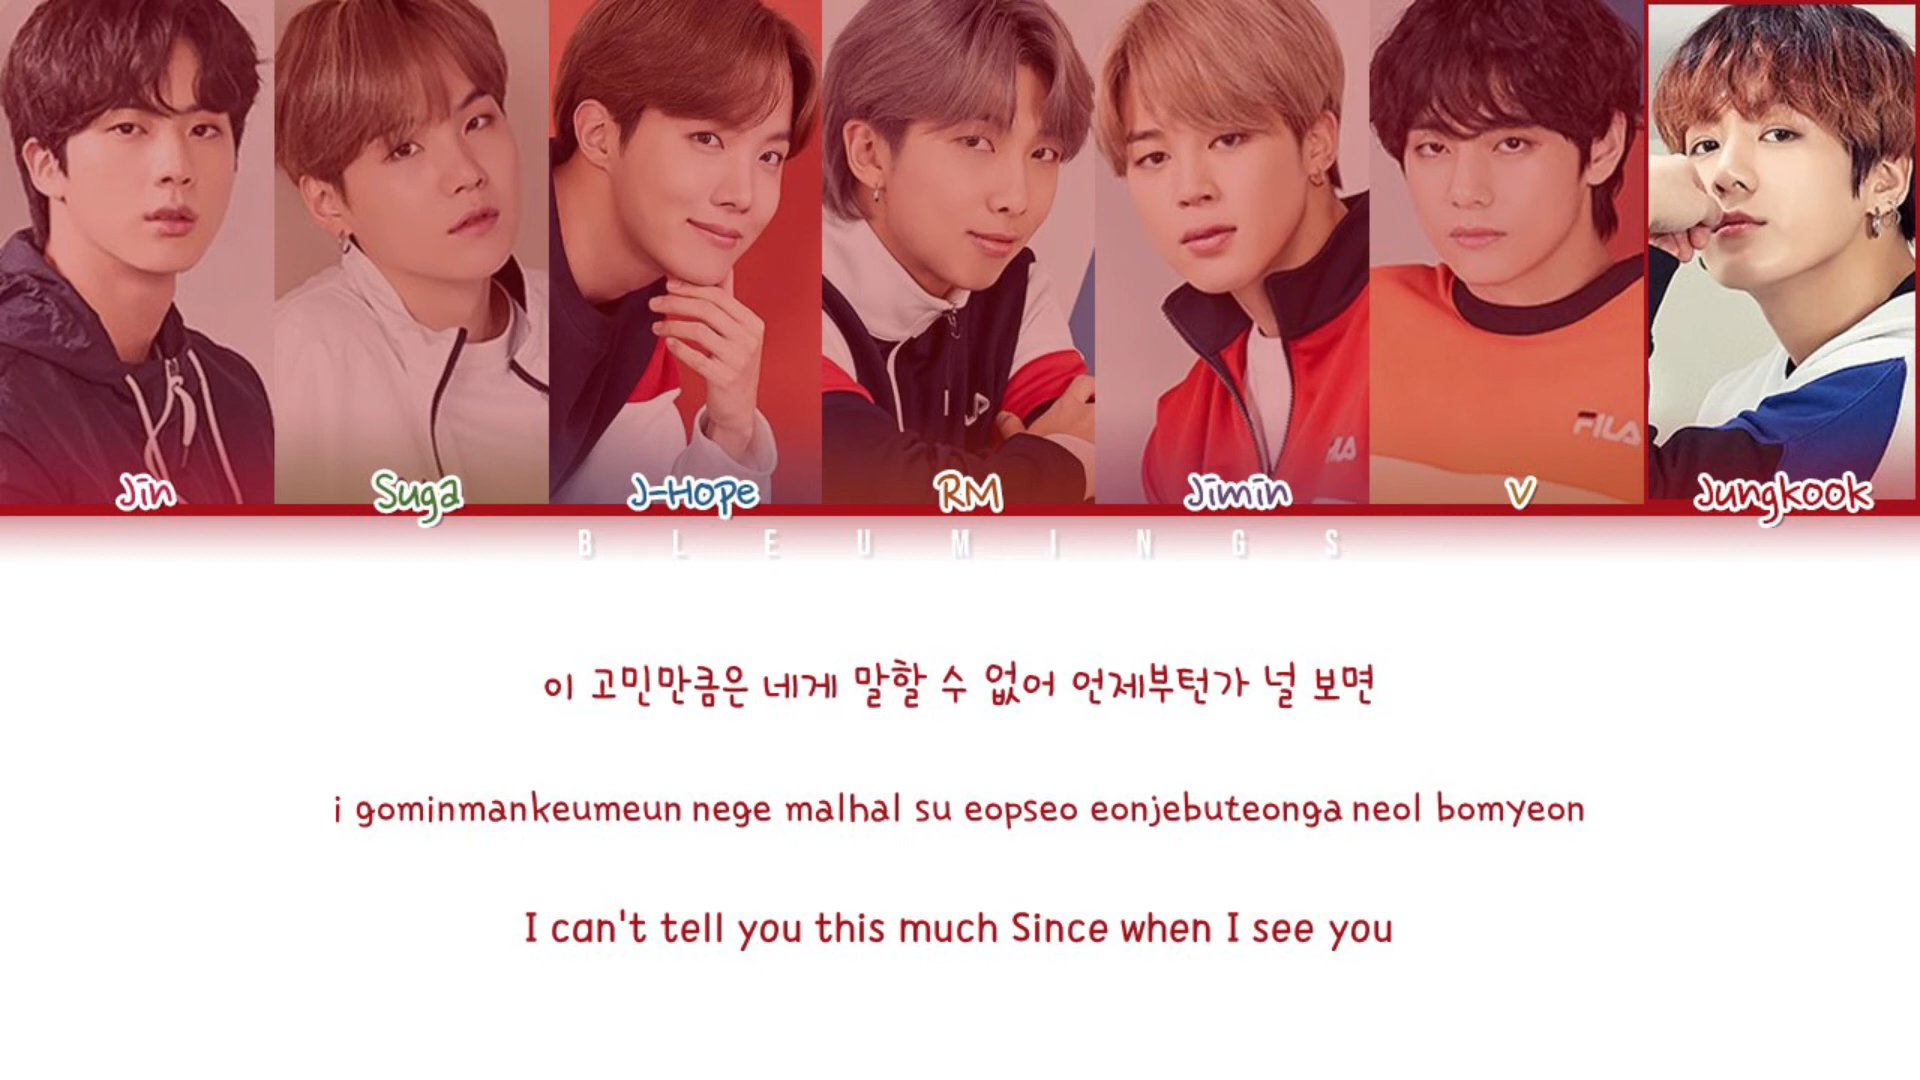 FILA
Jin Suga J-Hope RM Jimin V Jungkook
BLEUMINGS
이 고민만큼은 네게 말할 수 없어 언제부턴가 널 보면
i gominmankeumeun nege malhal su eopseo eonjebuteonga neol bomyeon
I can't tell you this much Since when I see you